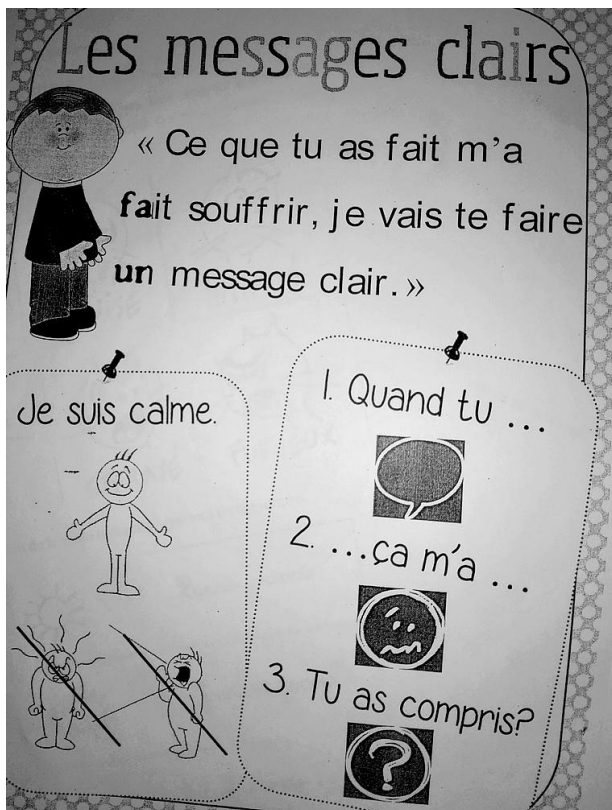 Les messages clairs
« Ce que tu as fait m’a
fait souffrir, je vais te faire
un message clair. »
Je suis calme.
1. Quand tu ...
2. ...ça m’a ...
3. Tu as compris?
?